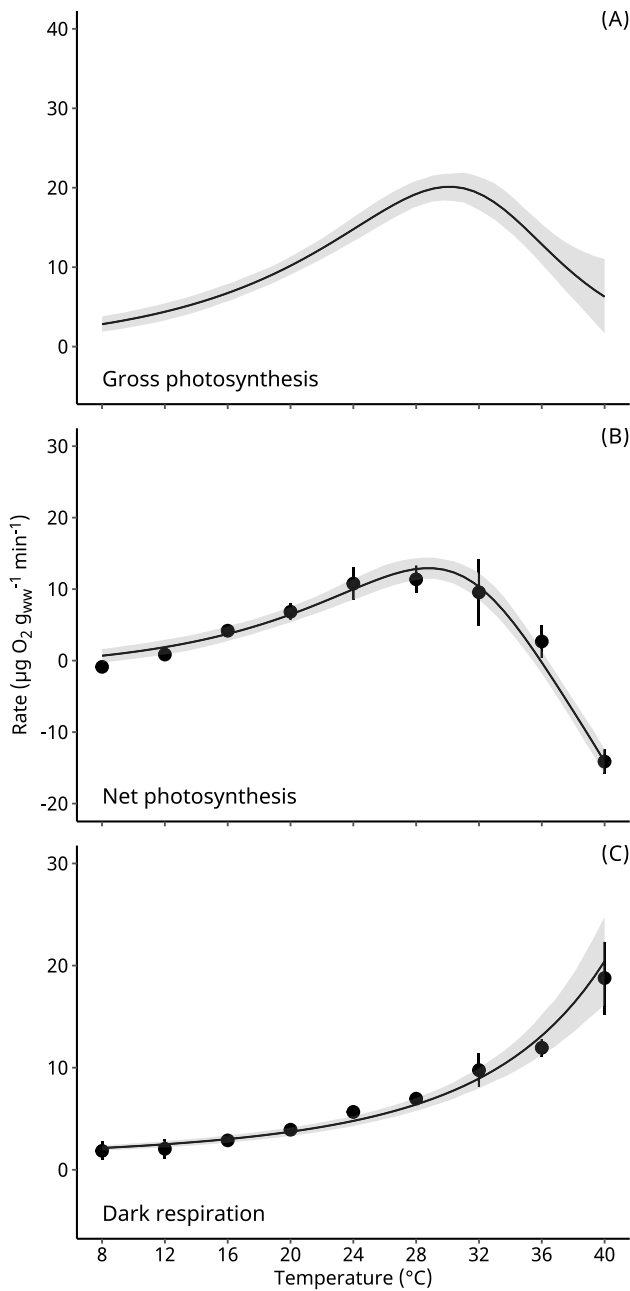 (A)
40
30
20
10
0
Gross photosynthesis
(B)
30
20
10
0
-10
-20
Net photosynthesis
Rate (µg O₂ gww⁻¹ min⁻¹)
(C)
30
20
10
0
Dark respiration
8 12 16 20 24 28 32 36 40
Temperature (°C)